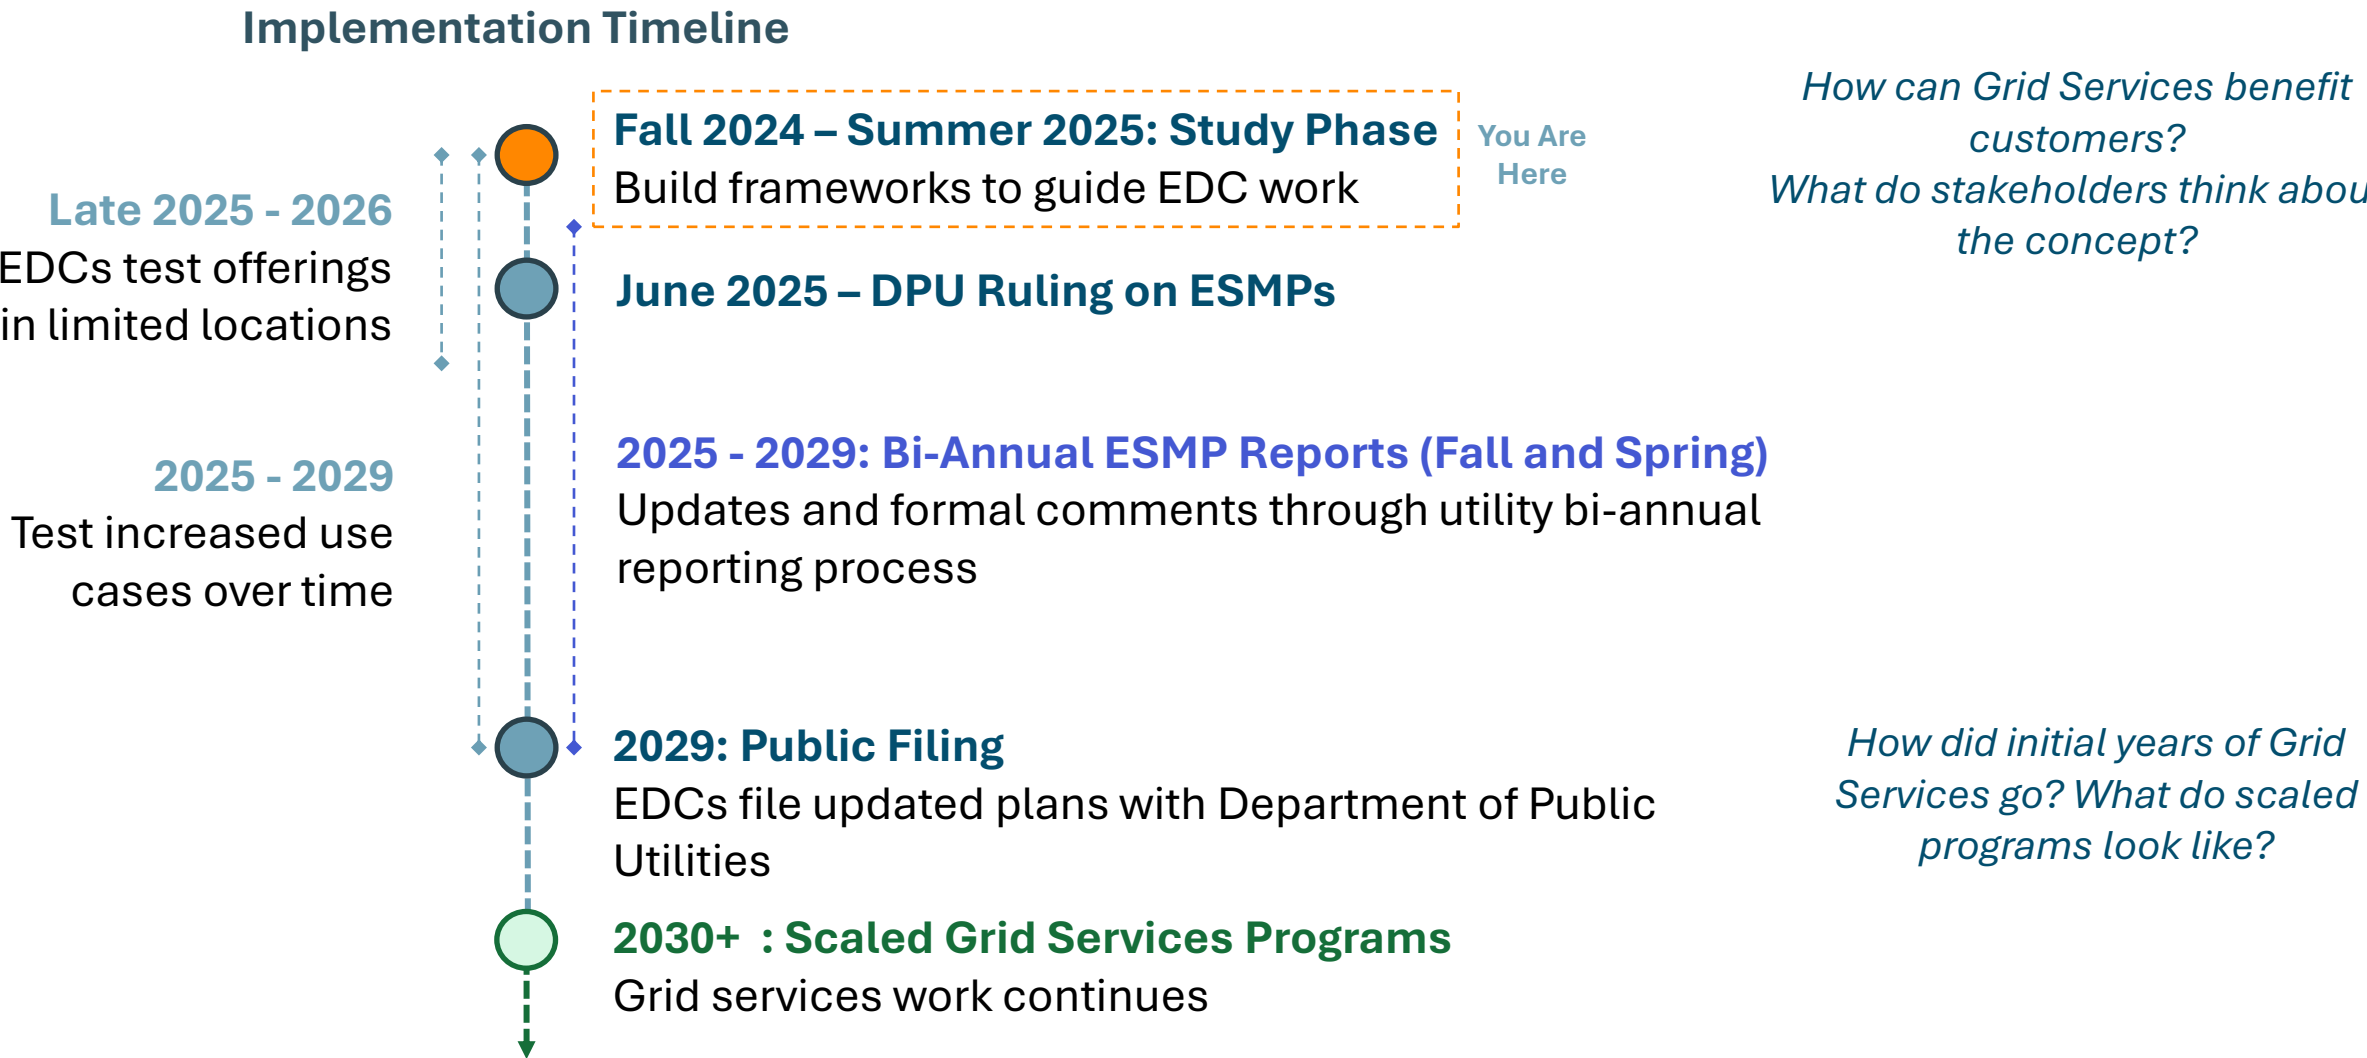 Implementation Timeline
Fall 2024 – Summer 2025: Study Phase
Build frameworks to guide EDC work
You Are
Here
How can Grid Services benefit
customers?
What do stakeholders think abou
the concept?
Late 2025 - 2026
EDCs test offerings
in limited locations
June 2025 – DPU Ruling on ESMPs
2025 - 2029: Bi-Annual ESMP Reports (Fall and Spring)
Updates and formal comments through utility bi-annual
reporting process
2025 - 2029
Test increased use
cases over time
2029: Public Filing
EDCs file updated plans with Department of Public
Utilities
How did initial years of Grid
Services go? What do scaled
programs look like?
2030+ : Scaled Grid Services Programs
Grid services work continues